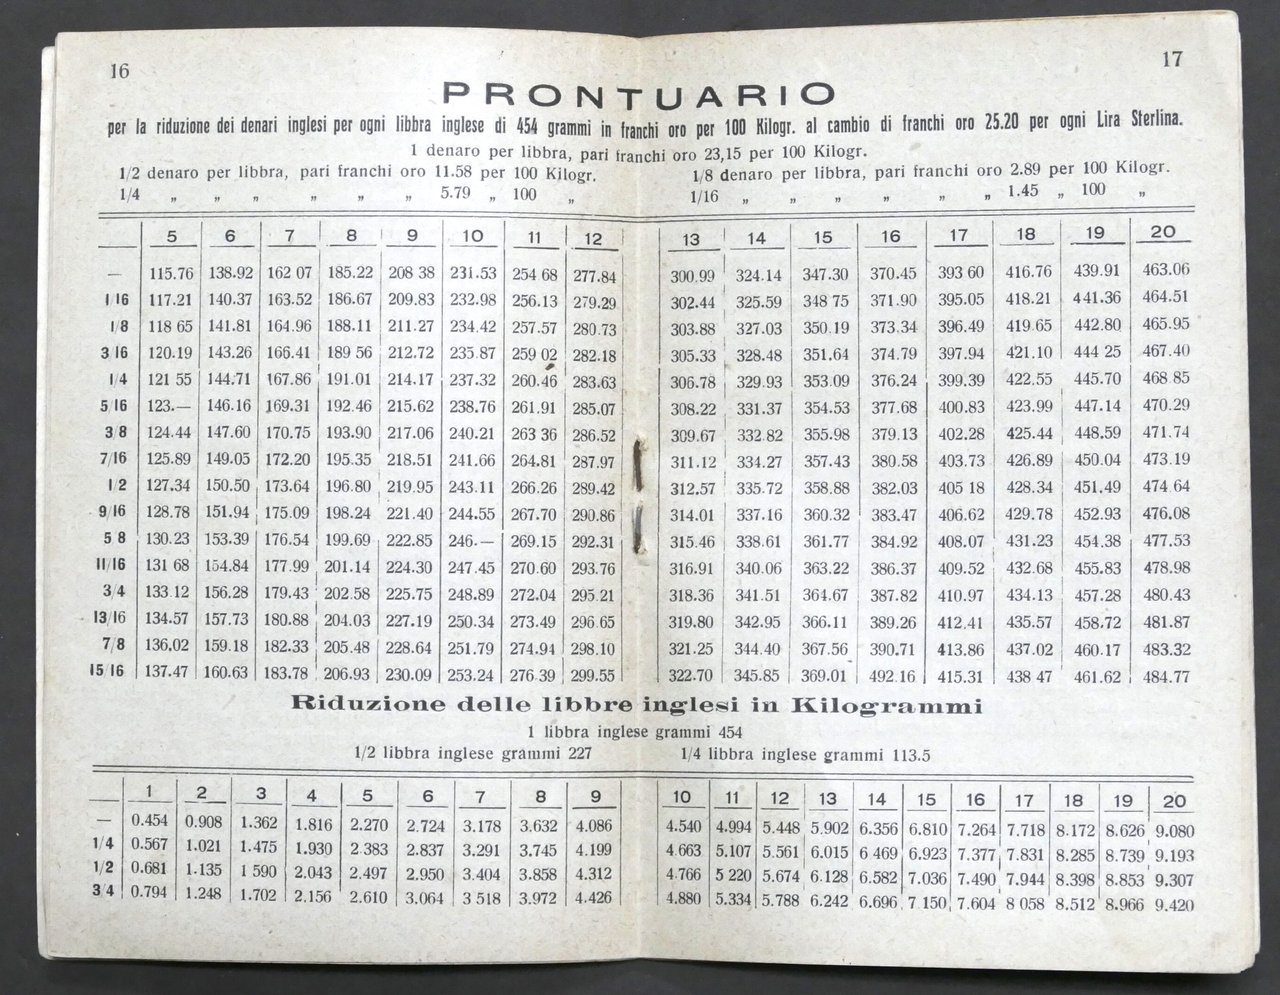 16
17
PRONTUARIO
per la riduzione dei denari inglesi per ogni libbra inglese di 454 grammi in franchi oro per 100 Kilogr. al cambio di franchi oro 25.20 per ogni Lira Sterlina.
1 denaro per libbra, pari franchi oro 23,15 per 100 Kilogr.
1/2 denaro per libbra, pari franchi oro 11.58 per 100 Kilogr. 1/8 denaro per libbra, pari franchi oro 2.89 per 100 Kilogr.
1/4 „ „ „ „ „ „ 5.79 „ 100 „ 1/16 „ „ „ „ „ „ 1.45 „ 100 „
5 6 7 8 9 10 11 12 13 14 15 16 17 18 19 20
— 115.76 138.92 162 07 185.22 208 38 231.53 254 68 277.84 300.99 324.14 347.30 370.45 393 60 416.76 439.91 463.06
1 16 117.21 140.37 163.52 186.67 209.83 232.98 256.13 279.29 302.44 325.59 348 75 371.90 395.05 418.21 441.36 464.51
1/8 118 65 141.81 164.96 188.11 211.27 234.42 257.57 280.73 303.88 327.03 350 19 373.34 396.49 419.65 442.80 465.95
3 16 120.19 143.26 166.41 189 56 212.72 235.87 259 02 282.18 305.33 328.48 351.64 374.79 397.94 421.10 444 25 467.40
1/4 121 55 144.71 167.86 191.01 214.17 237.32 260.46 283.63 306.78 329.93 353 09 376.24 399.39 422.55 445.70 468 85
5/16 123.— 146.16 169.31 192.46 215.62 238.76 261.91 285.07 308.22 331.37 354.53 377.68 400.83 423.99 447.14 470.29
3/8 124.44 147.60 170.75 193.90 217.06 240.21 263 36 286.52 309.67 332.82 355.98 379.13 402.28 425.44 448.59 471.74
7/16 125.89 149.05 172.20 195.35 218.51 241.66 264.81 287.97 311.12 334.27 357.43 380.58 403.73 426.89 450.04 473.19
1/2 127.34 150.50 173.64 196.80 219.95 243.11 266.26 289.42 312.57 335.72 358.88 382.03 405 18 428.34 451.49 474 64
9/16 128.78 151.94 175.09 198.24 221.40 244.55 267.70 290.86 314.01 337.16 360.32 383.47 406.62 429.78 452.93 476.08
5 8 130.23 153.39 176.54 199.69 222.85 246.— 269.15 292.31 315.46 338.61 361.77 384.92 408.07 431.23 454.38 477.53
11/16 131 68 154.84 177.99 201.14 224.30 247.45 270.60 293.76 316.91 340.06 363.22 386.37 409.52 432.68 455.83 478.98
3/4 133.12 156.28 179.43 202.58 225.75 248.89 272.04 295.21 318.36 341.51 364.67 387.82 410.97 434.13 457.28 480.43
13/16 134.57 157.73 180.88 204.03 227.19 250.34 273.49 296.65 319.80 342.95 366.11 389.26 412.41 435.57 458.72 481.87
7/8 136.02 159.18 182.33 205.48 228.64 251.79 274.94 298.10 321.25 344.40 367.56 390.71 413.86 437.02 460.17 483.32
15 16 137.47 160.63 183.78 206.93 230.09 253.24 276 39 299.55 322.70 345.85 369.01 492.16 415.31 438 47 461.62 484.77
Riduzione delle libbre inglesi in Kilogrammi
1 libbra inglese grammi 454
1/2 libbra inglese grammi 227 1/4 libbra inglese grammi 113.5
1 2 3 4 5 6 7 8 9 10 11 12 13 14 15 16 17 18 19 20
— 0.454 0.908 1.362 1.816 2.270 2.724 3.178 3.632 4.086 4.540 4.994 5.448 5.902 6.356 6.810 7.264 7.718 8.172 8.626 9.080
1/4 0.567 1.021 1.475 1.930 2 383 2.837 3.291 3.745 4.199 4 663 5.107 5.561 6.015 6 469 6.923 7.377 7.831 8.285 8.739 9.193
1/2 0.681 1.135 1 590 2.043 2.497 2.950 3.404 3.858 4.312 4.766 5 220 5.674 6.128 6.582 7.036 7.490 7.944 8.398 8.853 9.307
3 4 0.794 1.248 1.702 2.156 2.610 3.064 3 518 3.972 4.426 4.880 5.334 5.788 6.242 6.696 7 150 7.604 8 058 8.512 8.966 9.420